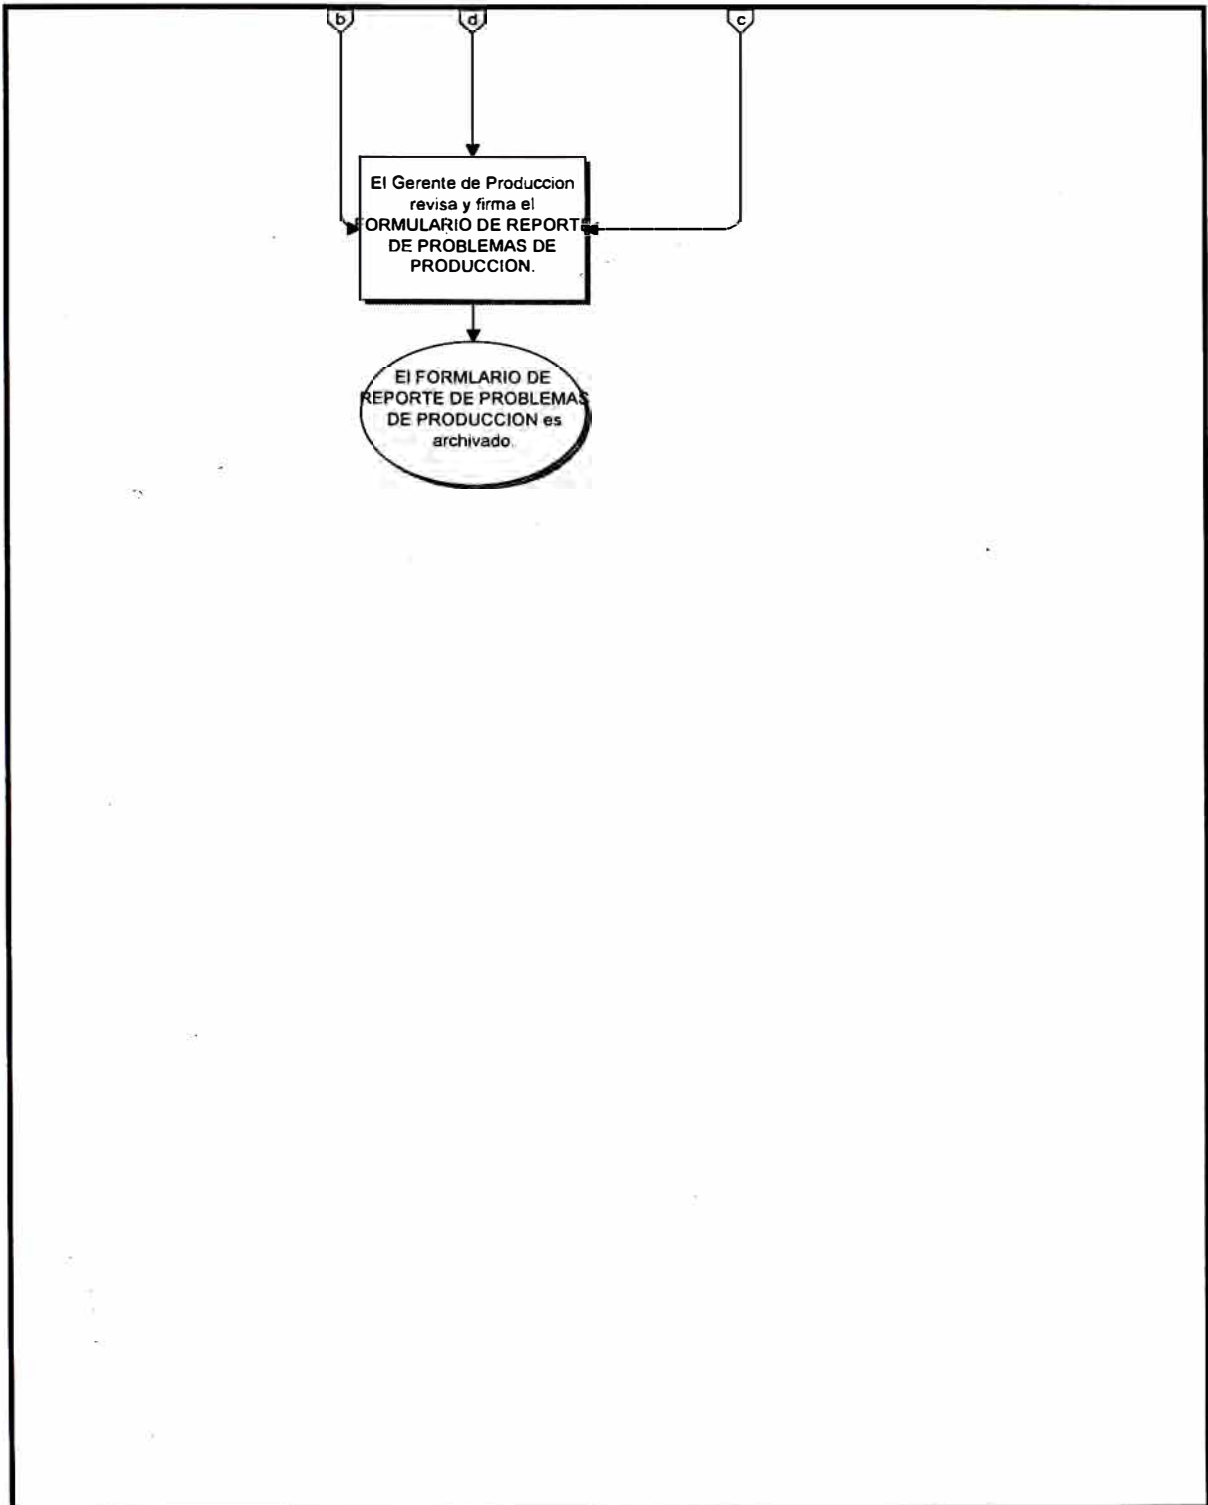 b d c
El Gerente de Produccion
revisa y firma el
FORMULARIO DE REPORTE
DE PROBLEMAS DE
PRODUCCION.
El FORMLARIO DE
REPORTE DE PROBLEMAS
DE PRODUCCION es
archivado.